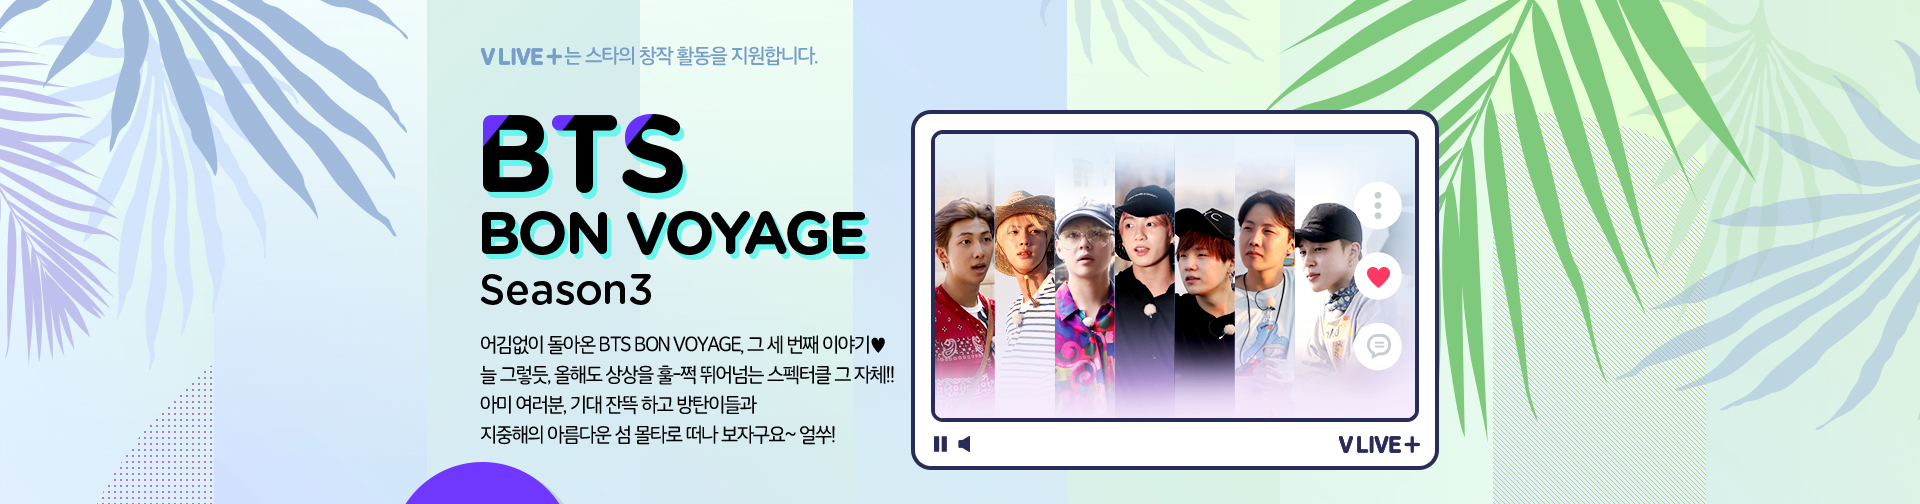 V LIVE+는 스타의 창작 활동을 지원합니다.
BTS
BON VOYAGE
Season3
어김없이 돌아온 BTS BON VOYAGE, 그 세 번째 이야기♥
늘 그렇듯, 올해도 상상을 훌-쩍 뛰어넘는 스펙터클 그 자체!!
아미 여러분, 기대 잔뜩 하고 방탄이들과
지중해의 아름다운 섬 몰타로 떠나 보자구요~ 얼쑤!
V LIVE+